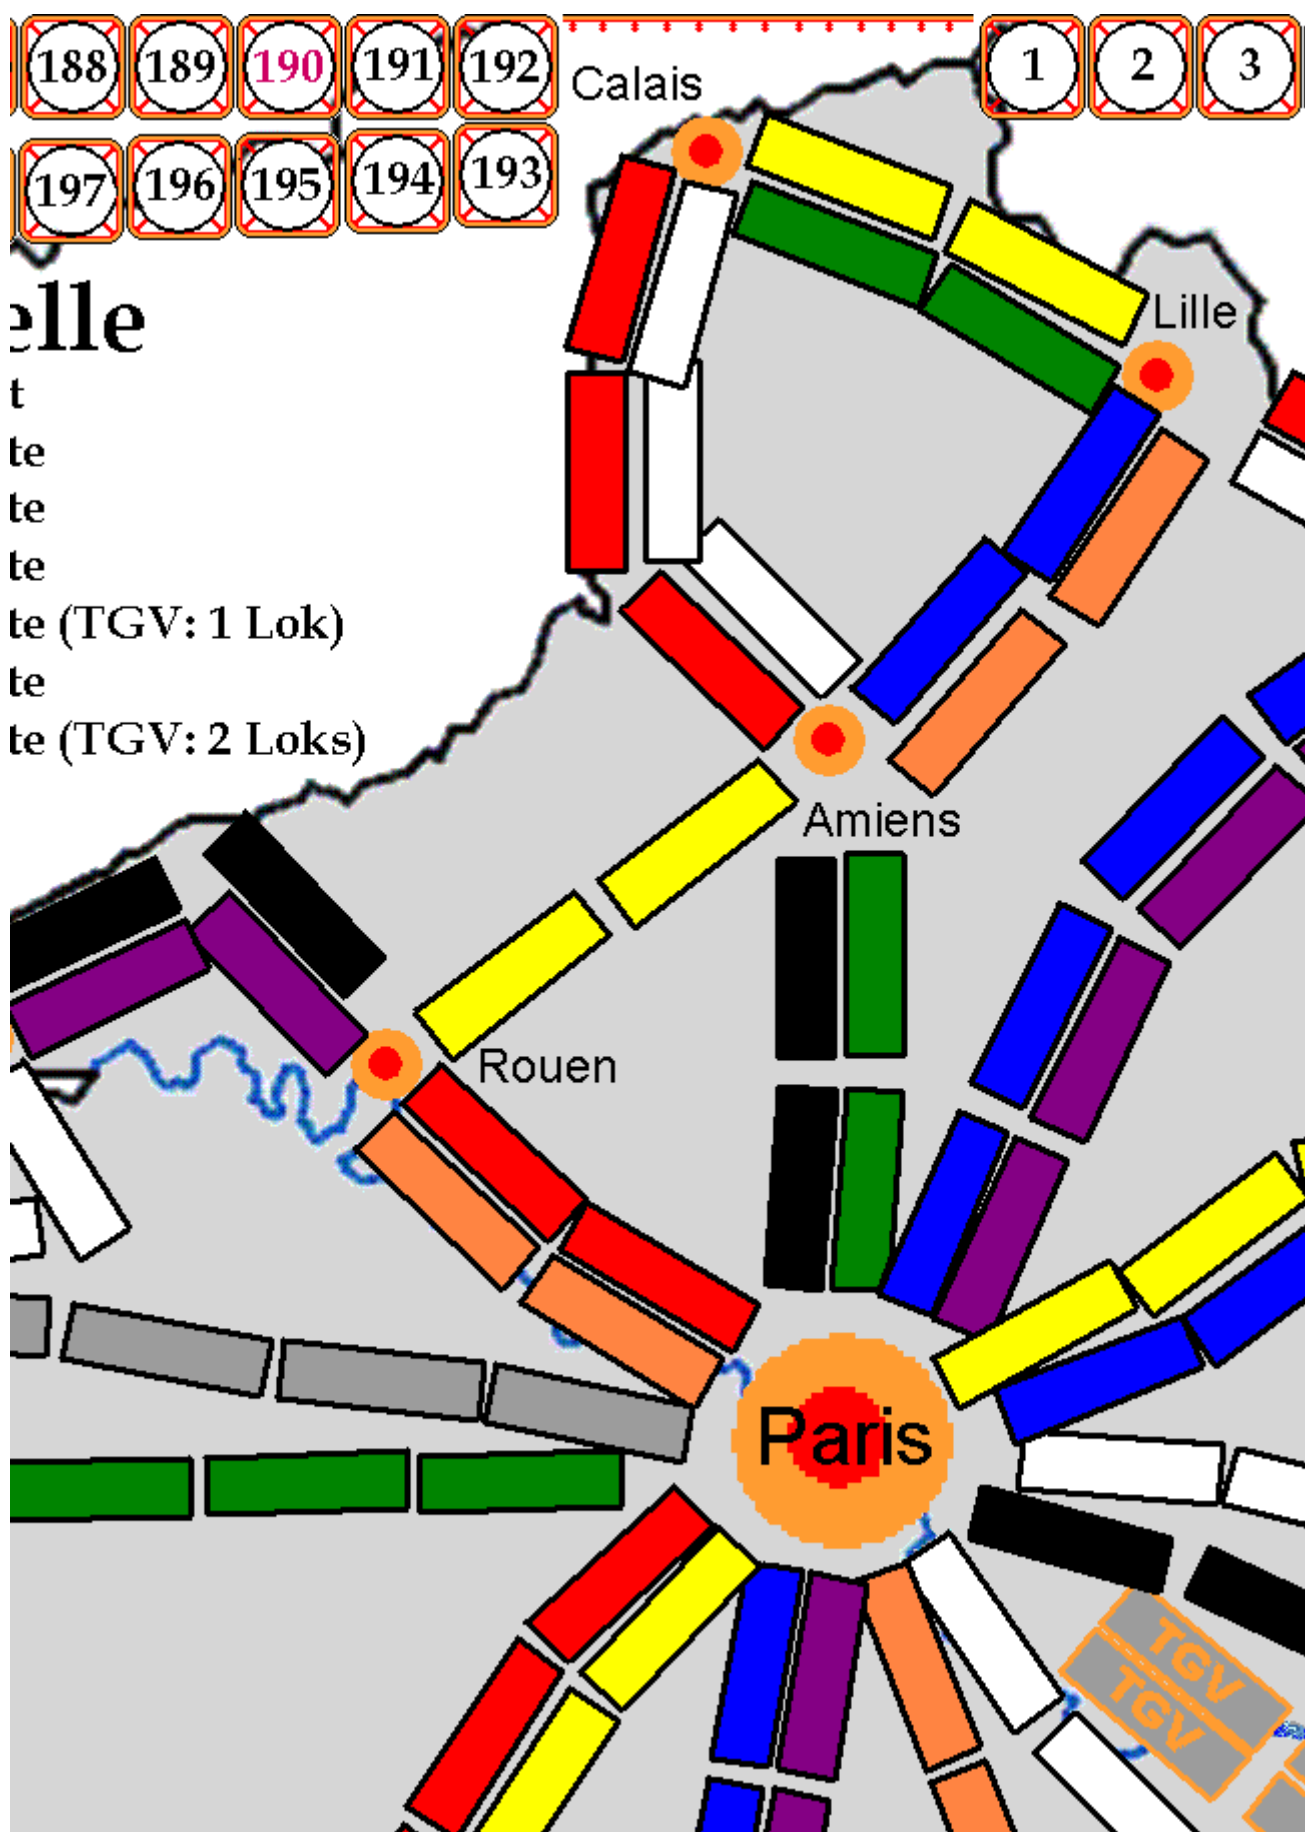 188 189 190 191 192
1 2 3
197 196 195 194 193
Calais
Lille
elle
t
te
te
te
te (TGV: 1 Lok)
te
te (TGV: 2 Loks)
Amiens
Rouen
Paris
TGV
TGV